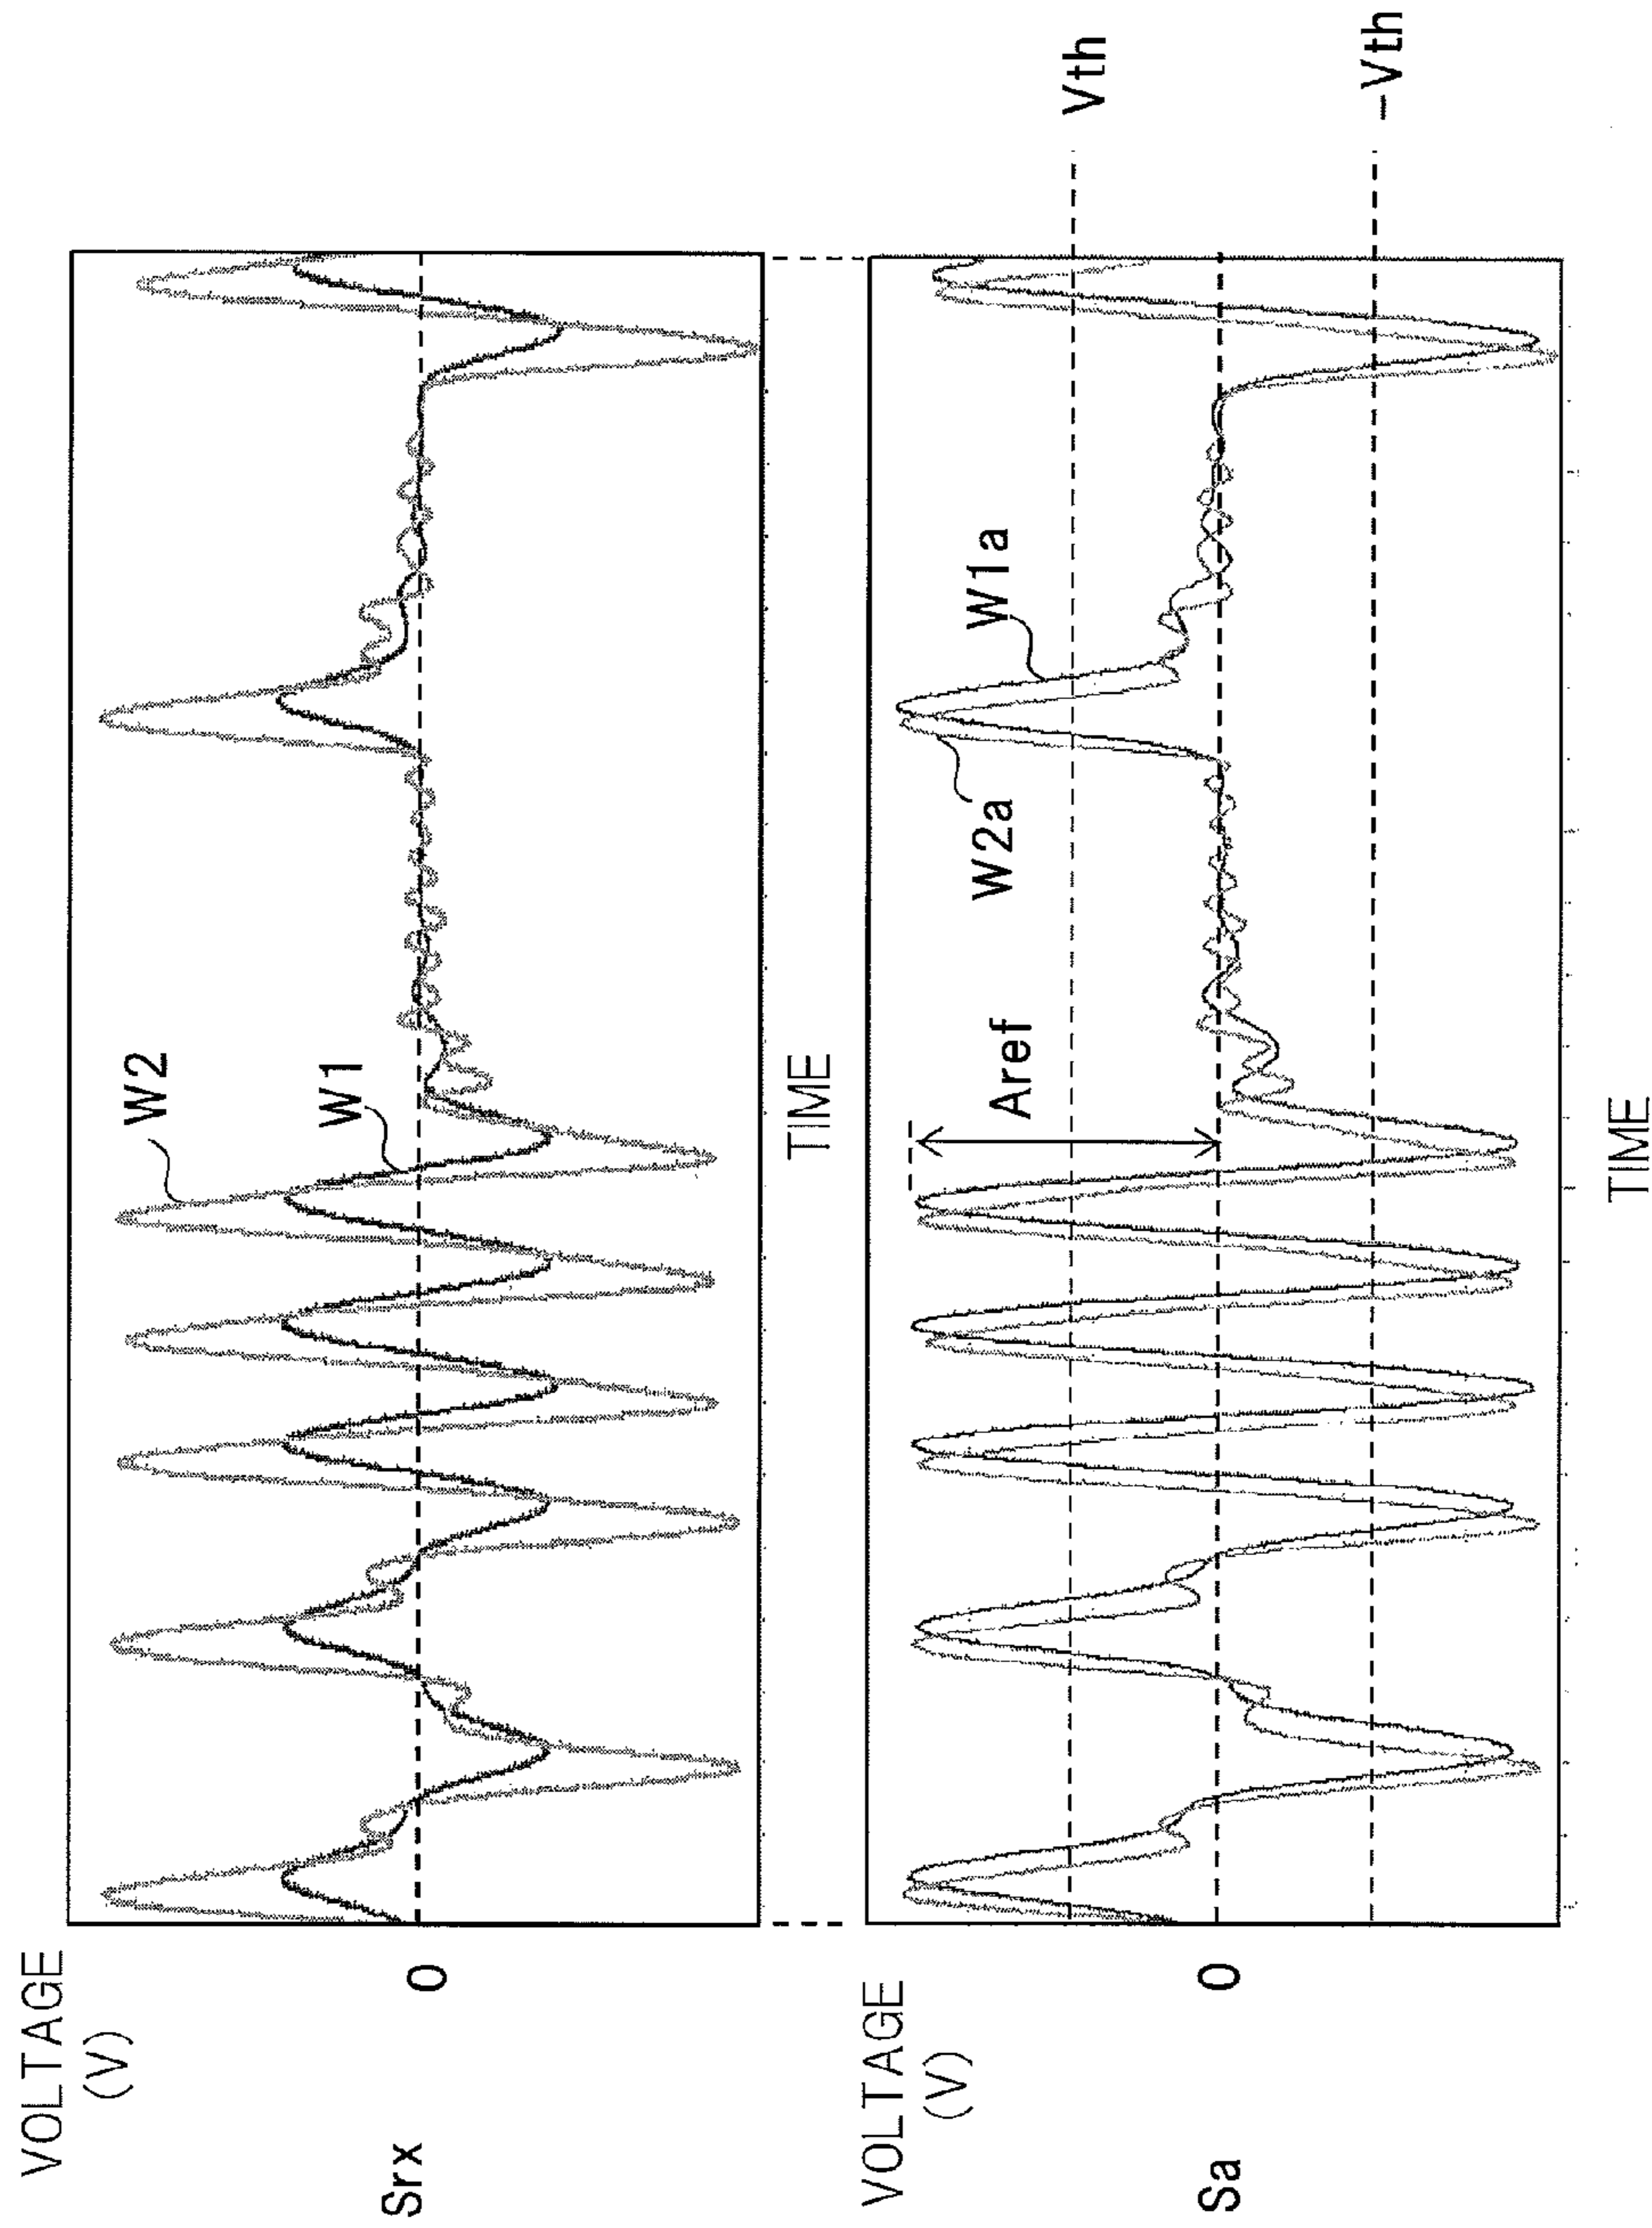 VOLTAGE
(V)
Srx
0
W2
W1
TIME
VOLTAGE
(V)
Sa
0
Aref
W2a
W1a
Vth
-Vth
TIME